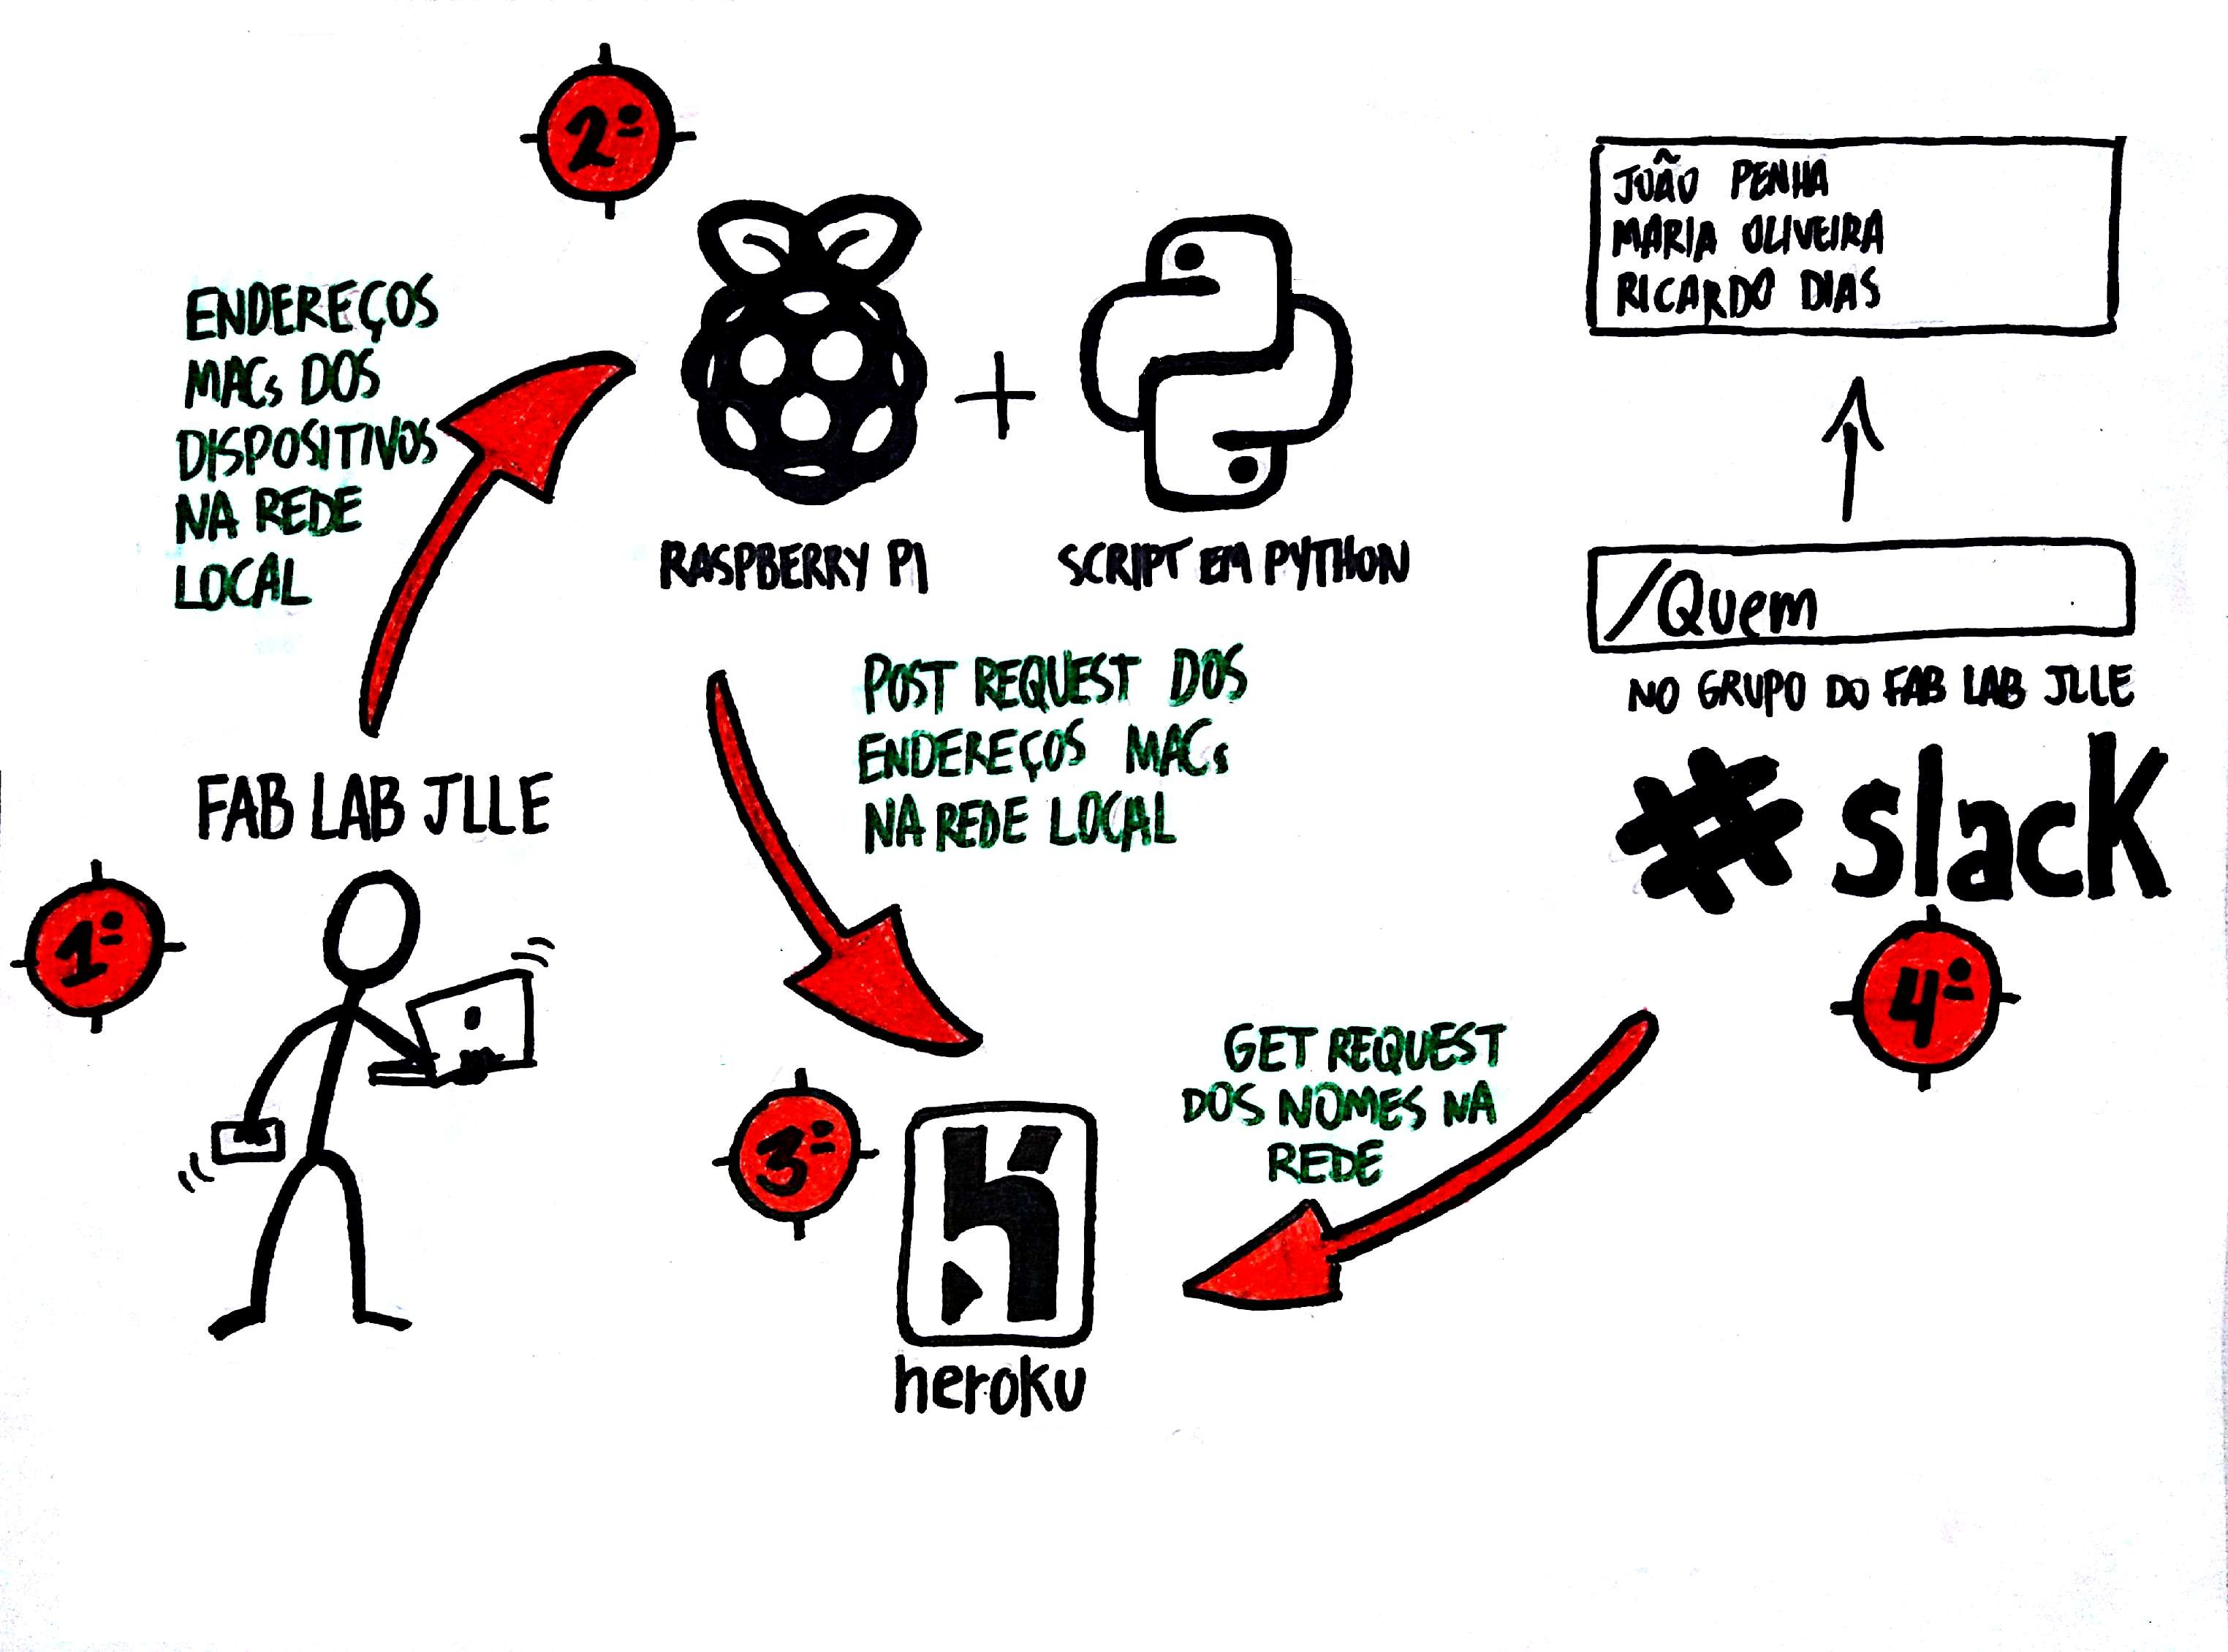 2º
ENDEREÇOS
MACs DOS
DISPOSITIVOS
NA REDE
LOCAL
RASPBERRY PI
+
SCRIPT EM PYTHON
JOÃO PENHA
MARIA OLIVEIRA
RICARDO DIAS
/Quem
NO GRUPO DO FAB LAB JLLE
slack
4º
POST REQUEST DOS
ENDEREÇOS MACs
NA REDE LOCAL
FAB LAB JLLE
1º
GET REQUEST
DOS NOMES NA
REDE
3º
heroku